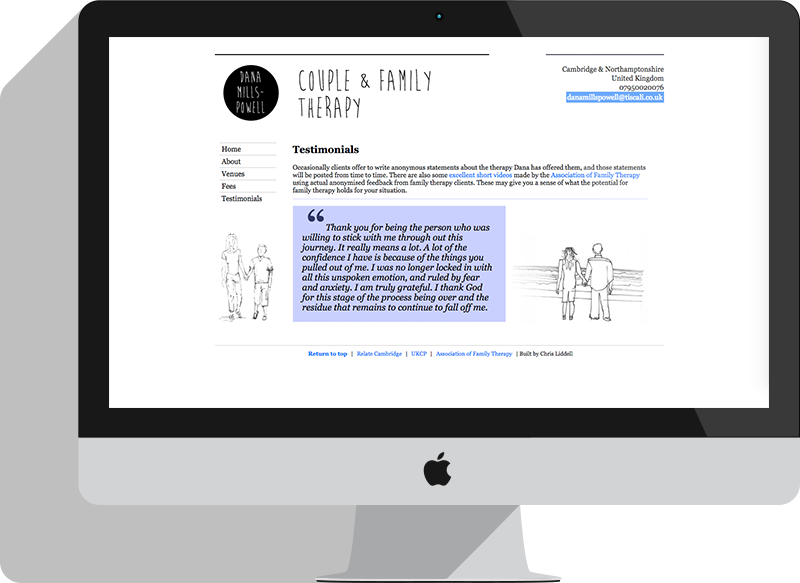 DANA
MILLS-
POWELL
COUPLE & FAMILY
THERAPY
Cambridge & Northamptonshire
United Kingdom
07950020076
danamillspowell@tiscali.co.uk
Home
About
Venues
Fees
Testimonials
Testimonials
Occasionally clients offer to write anonymous statements about the therapy Dana has offered them, and those statements
will be posted from time to time. There are also some excellent short videos made by the Association of Family Therapy
using actual anonymised feedback from family therapy clients. These may give you a sense of what the potential for
family therapy holds for your situation.
“ Thank you for being the person who was
willing to stick with me through out this
journey. It really means a lot. A lot of the
confidence I have is because of the things you
pulled out of me. I was no longer locked in with
all this unspoken emotion, and ruled by fear
and anxiety. I am truly grateful. I thank God
for this stage of the process being over and the
residue that remains to continue to fall off me.
Return to top | Relate Cambridge | UKCP | Association of Family Therapy | Built by Chris Liddell